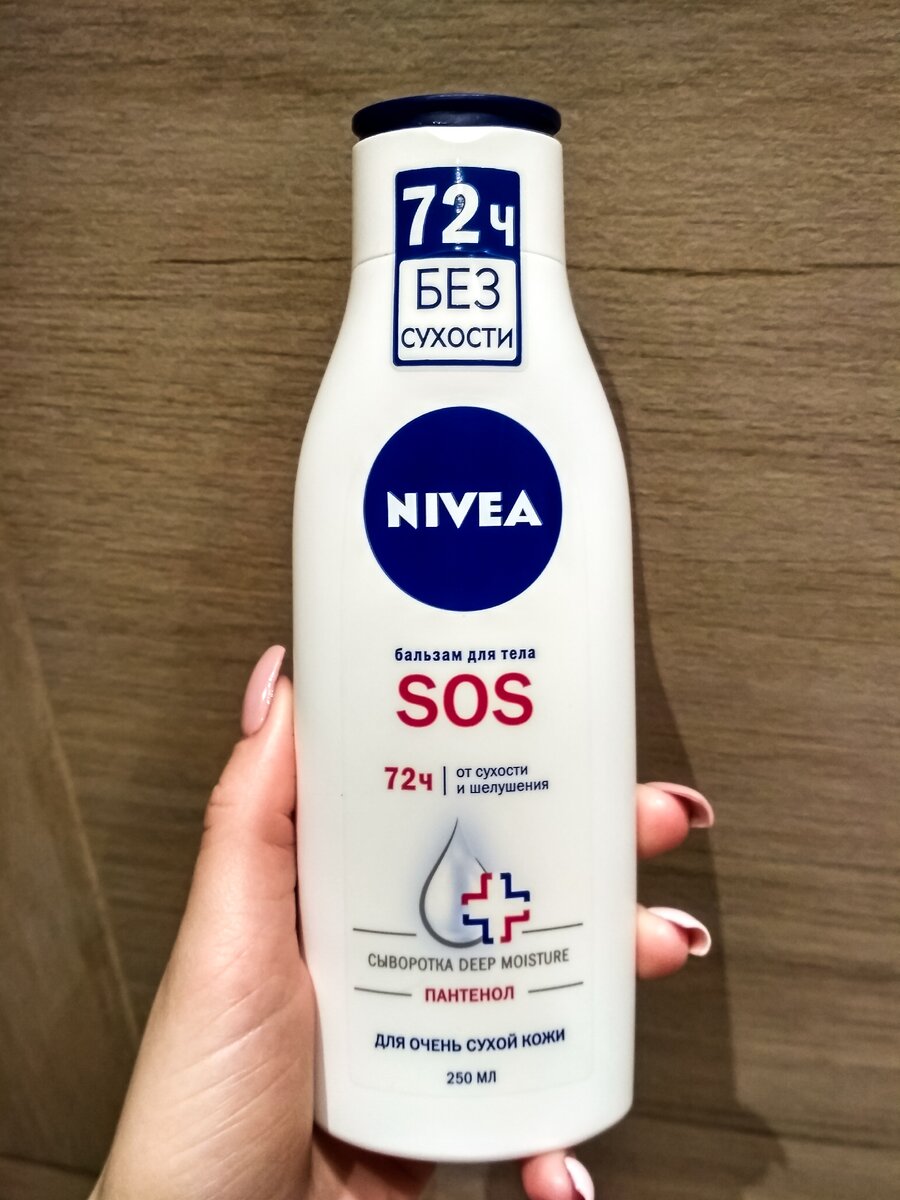 72ч
БЕЗ
СУХОСТИ
NIVEA
бальзам для тела
SOS
72ч
от сухости
и шелушения
СЫВОРОТКА DEEP MOISTURE
ПАНТЕНОЛ
ДЛЯ ОЧЕНЬ СУХОЙ КОЖИ
250 МЛ